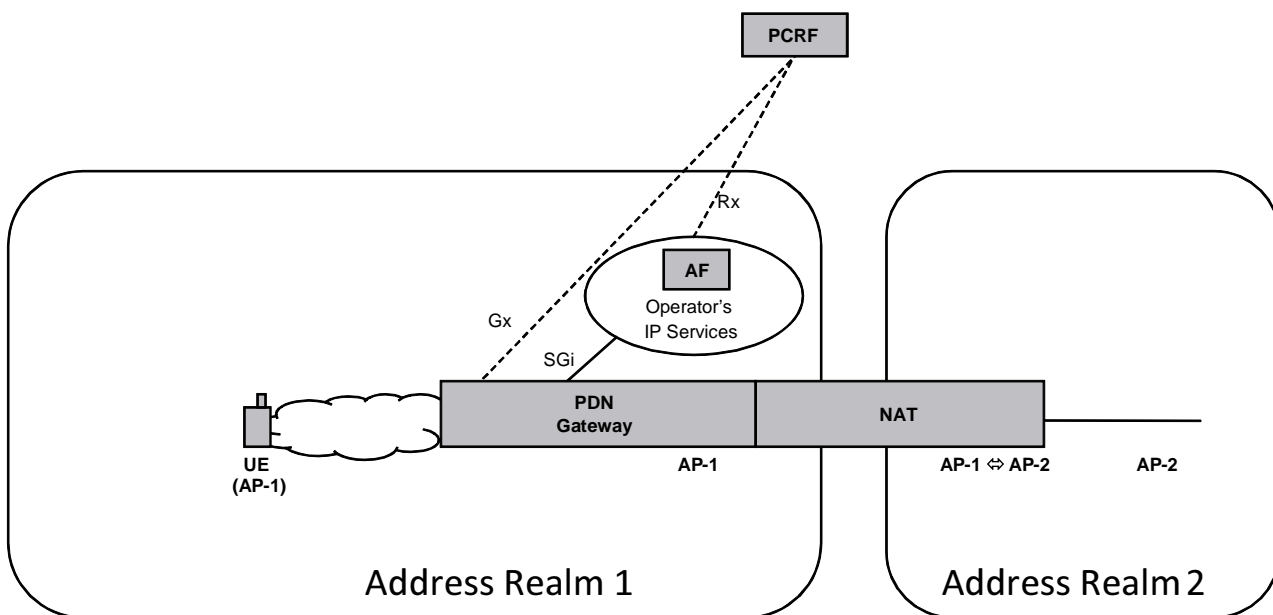 PCRF
Rx
AF
Operator's
IP Services
Gx
SGi
PDN
Gateway
NAT
UE
(AP-1)
AP-1
AP-1 ⇔ AP-2
AP-2
Address Realm 1
Address Realm 2